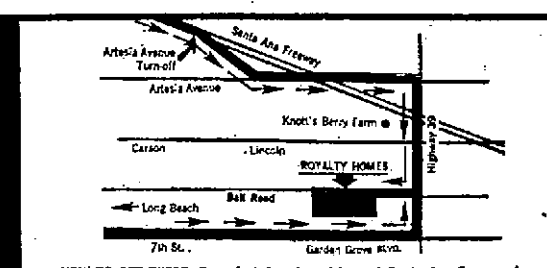 Santa Ana Freeway
Artesia Avenue
Turn-off
Artesia Avenue
Knott's Berry Farm
Highway 39
Carson
Lincoln
ROYALTY HOMES
Ball Road
Long Beach
7th St.
Garden Grove Blvd.